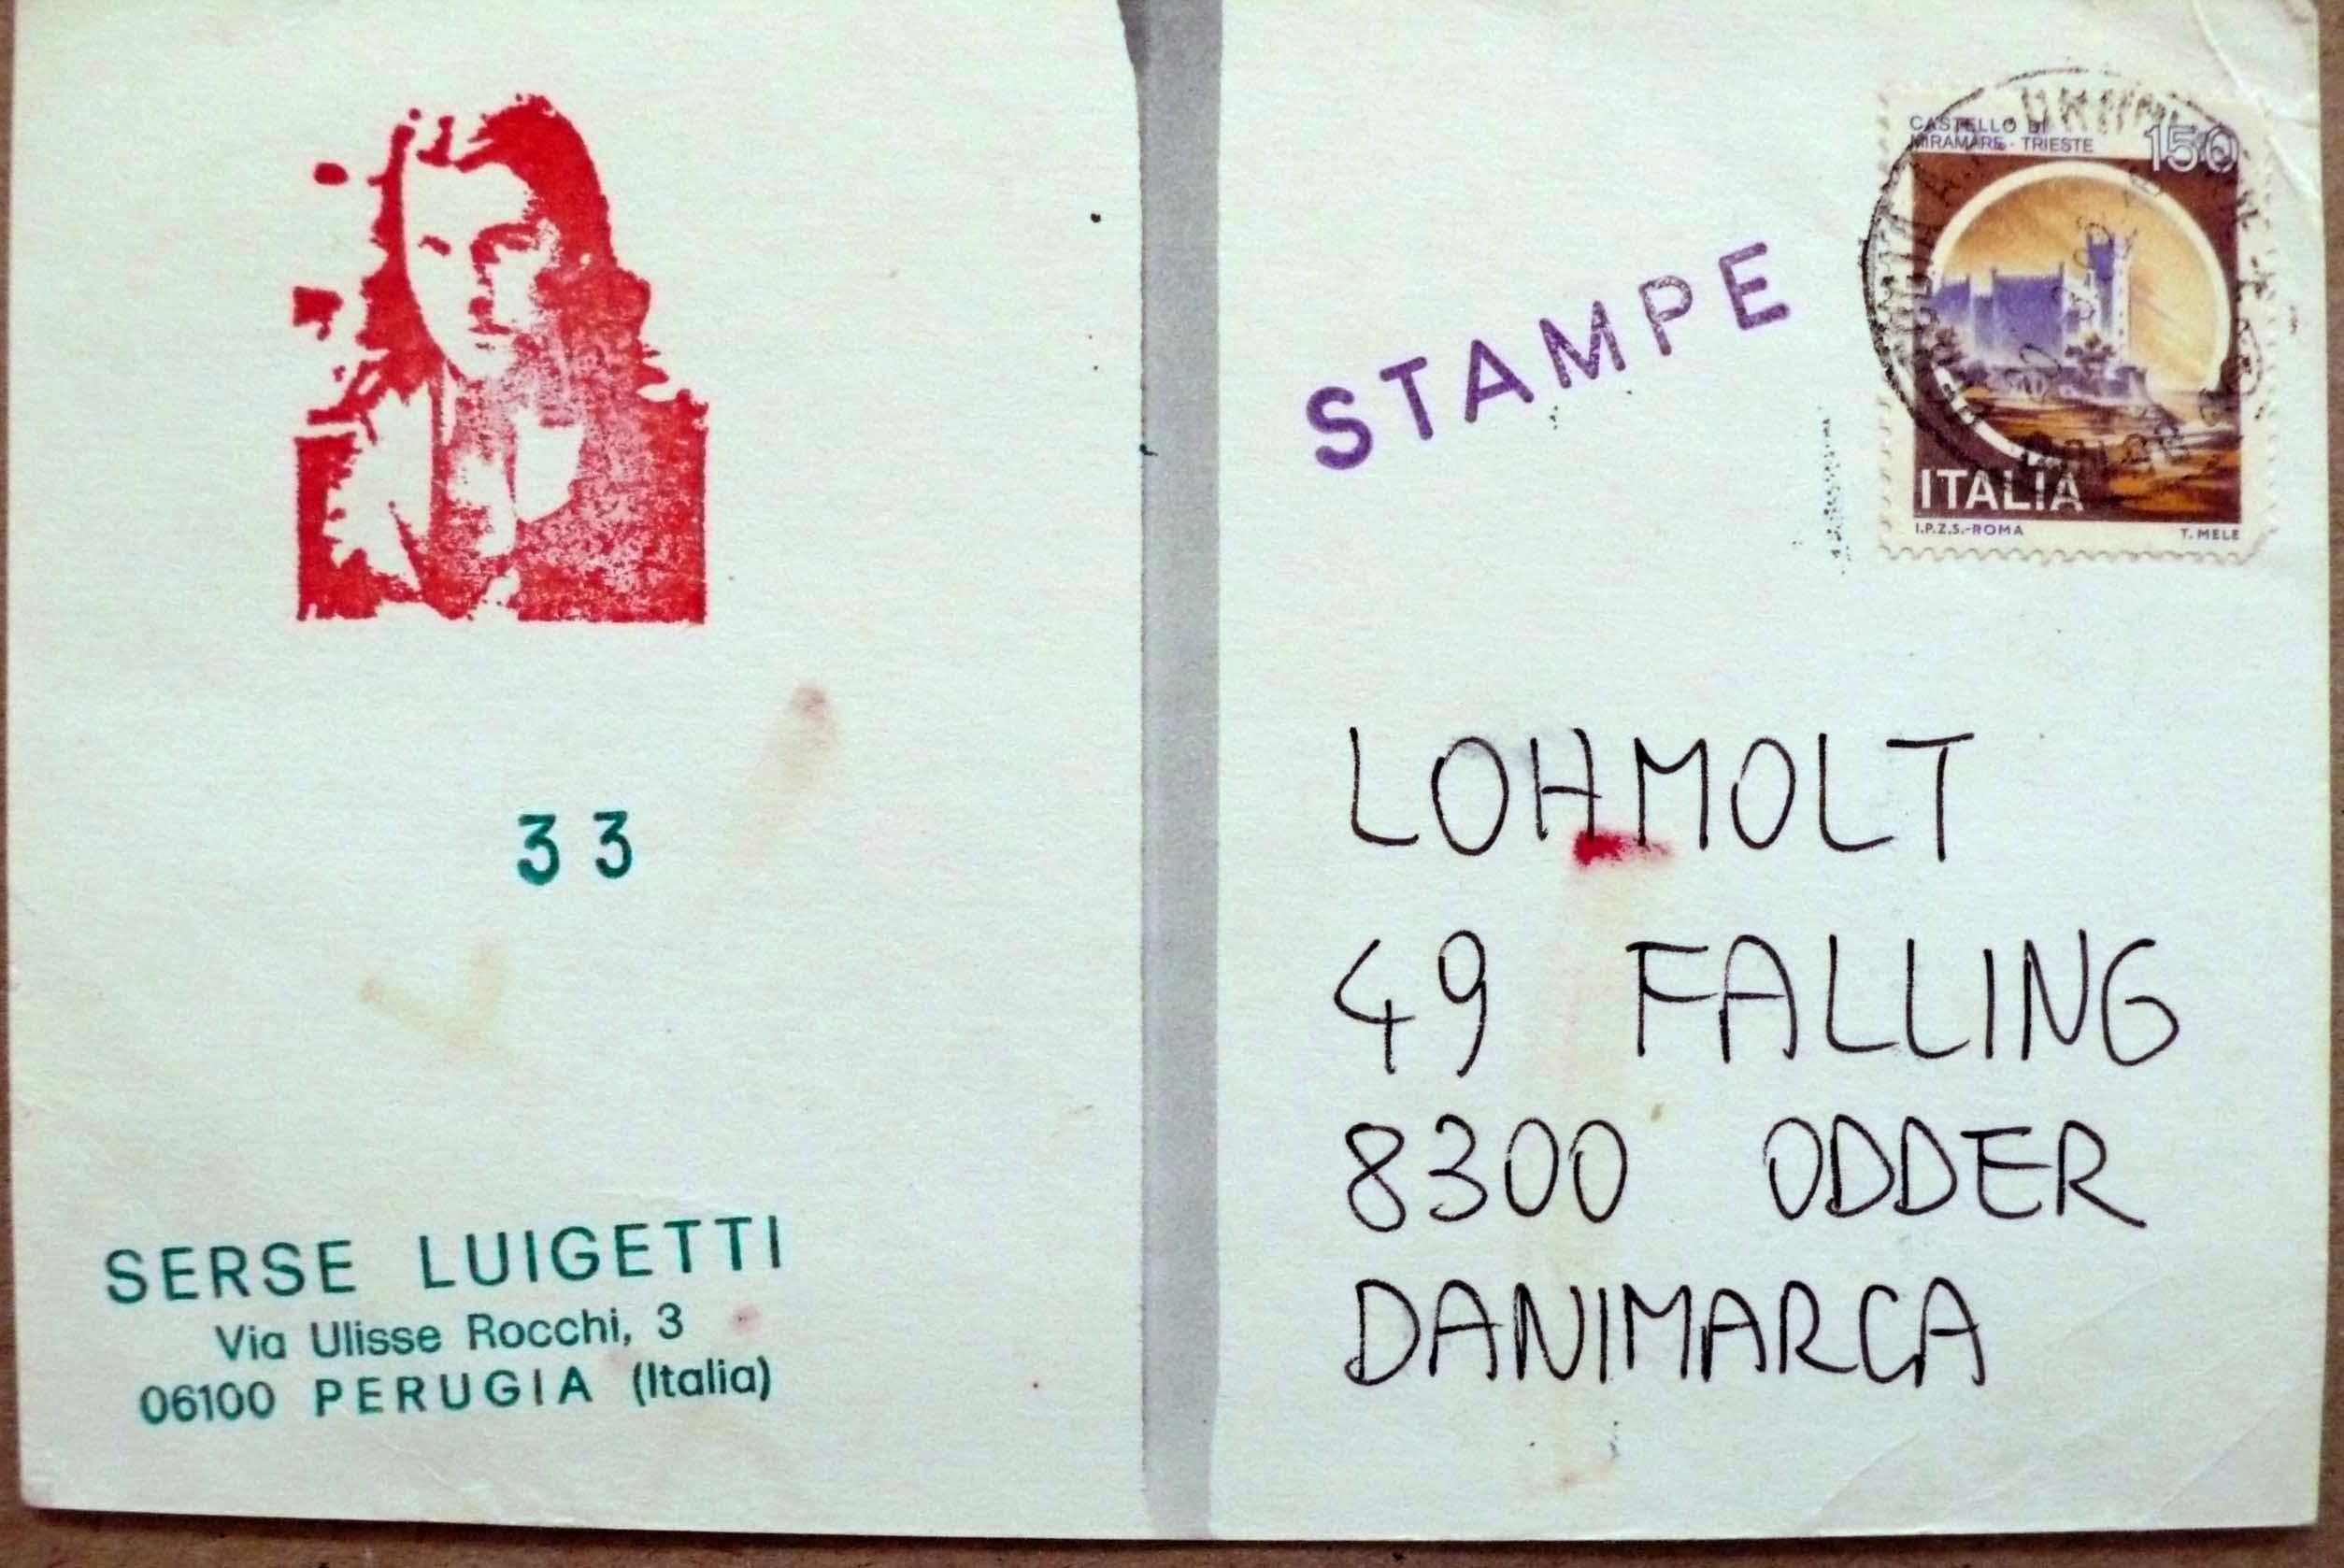 33
SERSE LUIGETTI
Via Ulisse Rocchi, 3
06100 PERUGIA (Italia)
STAMPE
CASTELLO DI
MIRAMARE - TRIESTE
150
ITALIA
I.P.Z.S.-ROMA T. MELE
LOHMOLT
49 FALLING
8300 ODDER
DANIMARCA